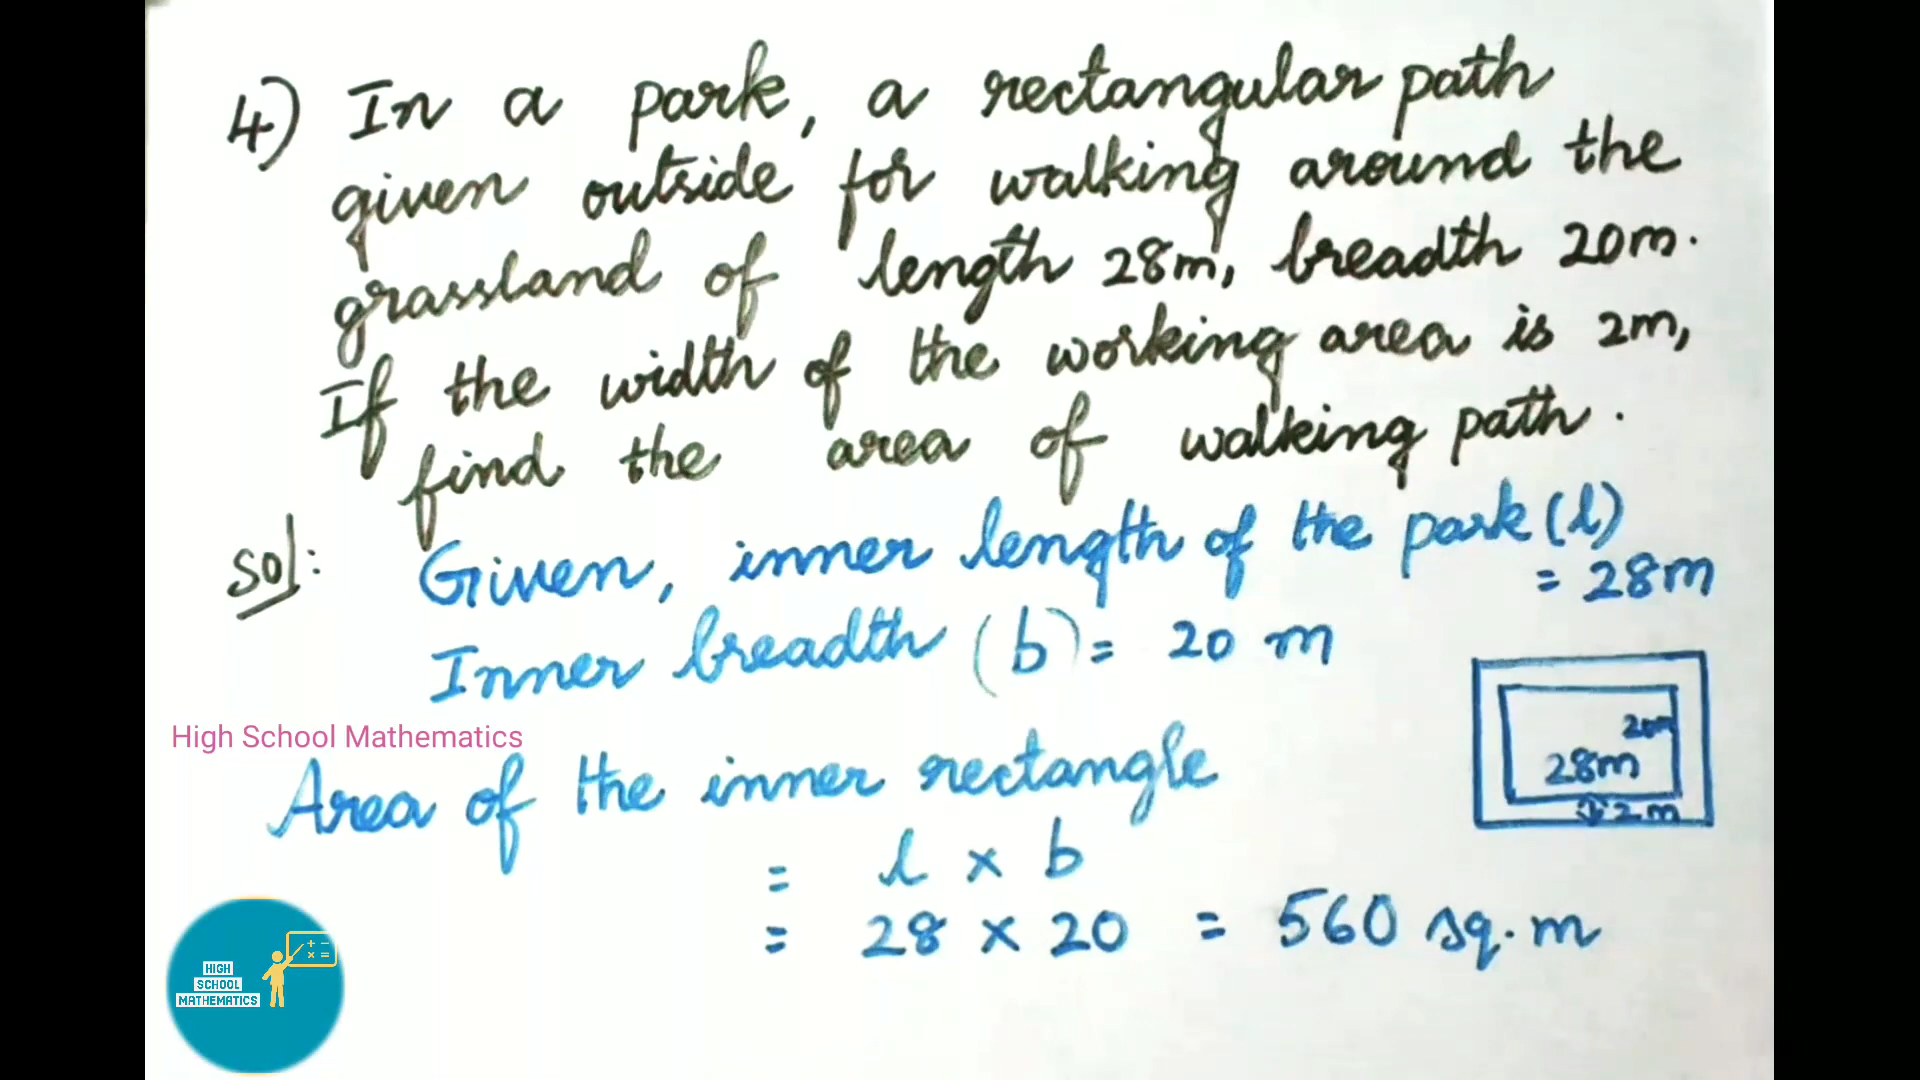 4) In a park, a rectangular path
given outside for walking around the
grassland of length 28m, breadth 20m.
If the width of the working area is 2m,
find the area of walking path.
Sol: Given, inner length of the park (l)
= 28m
Inner breadth (b) = 20 m
High School Mathematics
Area of the inner rectangle
= l × b
= 28 × 20 = 560 sq.m
20m
28m
2m
HIGH
SCHOOL
MATHEMATICS
+ -
× =